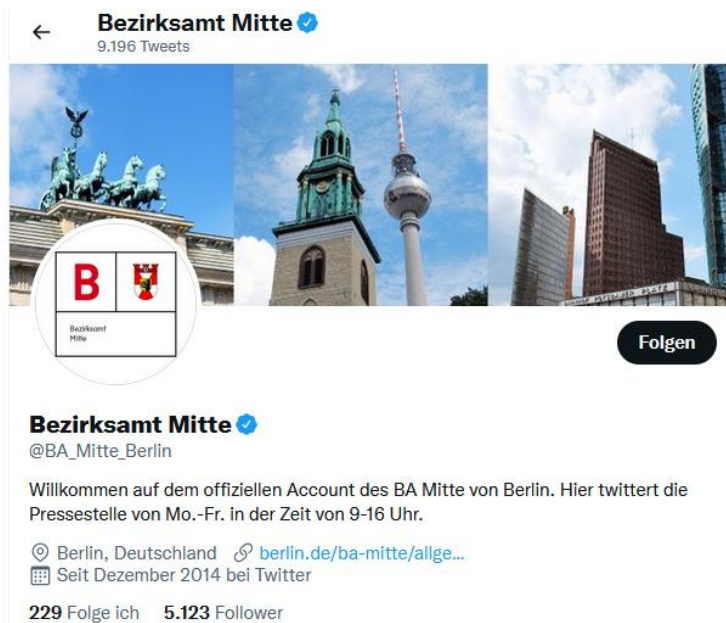 Bezirksamt Mitte
9.196 Tweets
B
Bezirksamt
Mitte
Folgen
Bezirksamt Mitte
@BA_Mitte_Berlin
Willkommen auf dem offiziellen Account des BA Mitte von Berlin. Hier twittert die
Pressestelle von Mo.-Fr. in der Zeit von 9-16 Uhr.
Berlin, Deutschland berlin.de/ba-mitte/allge...
Seit Dezember 2014 bei Twitter
229 Folge ich 5.123 Follower